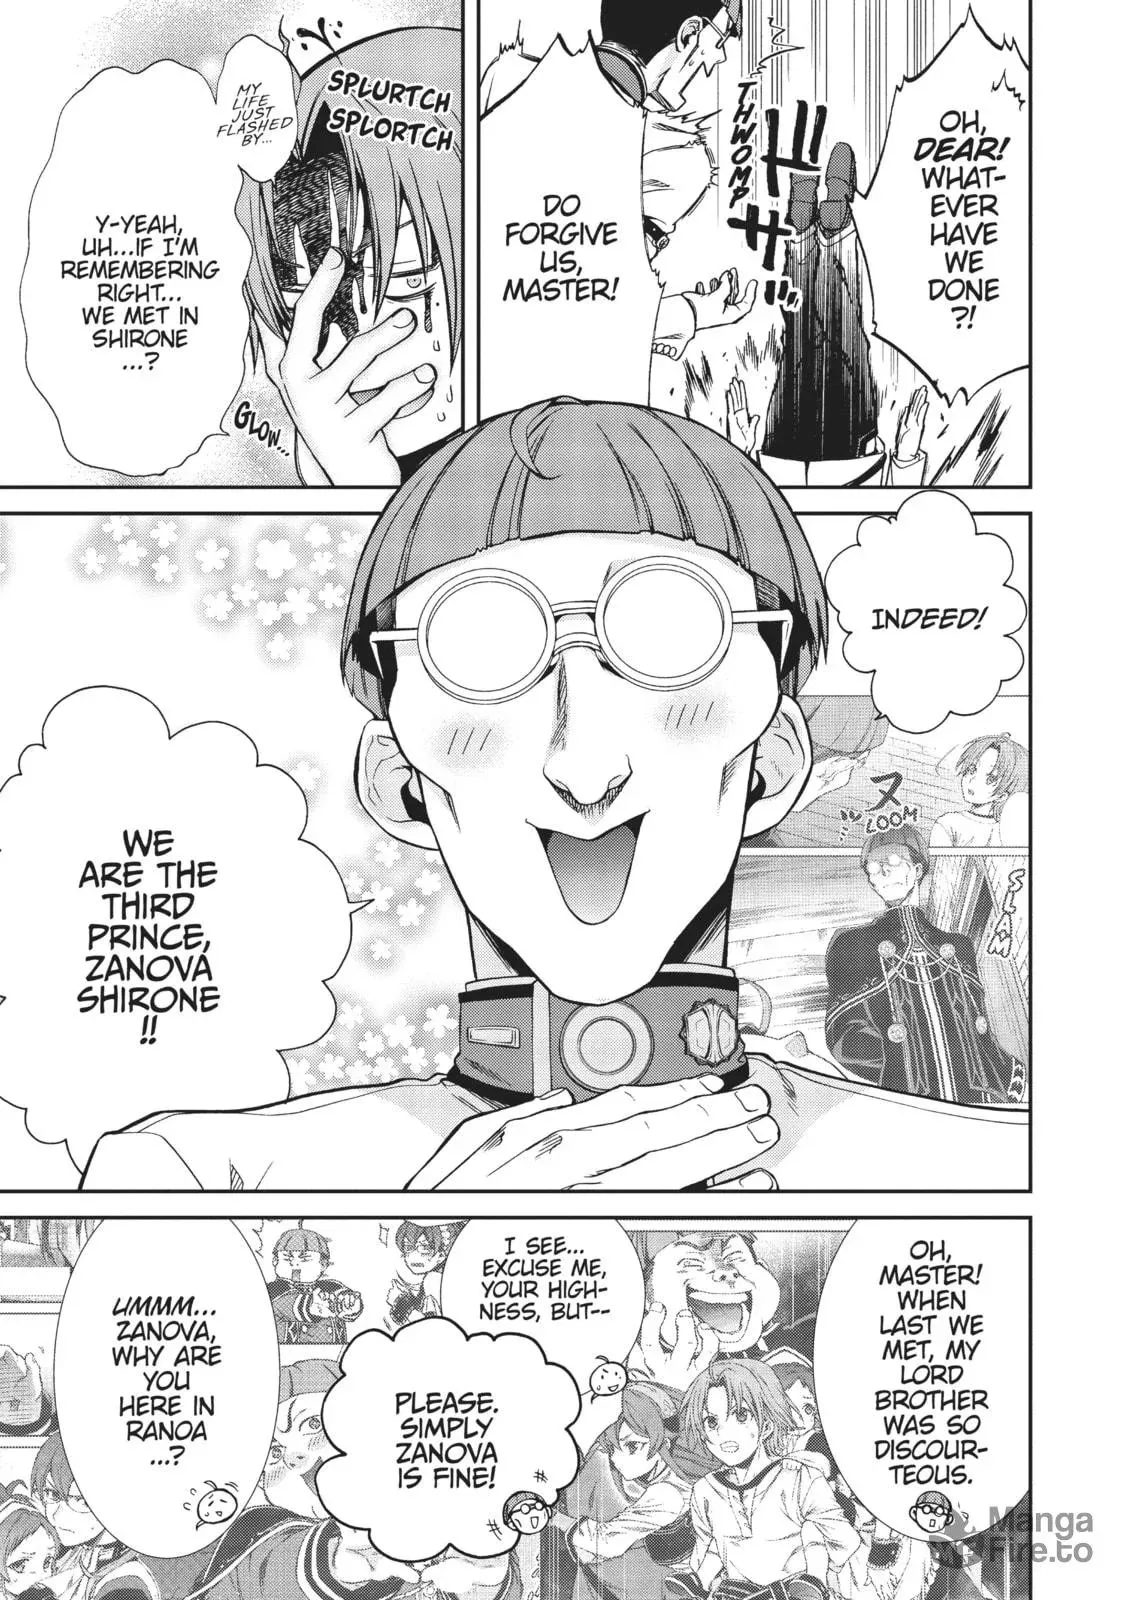 OH,
DEAR!
WHAT-
EVER
HAVE
WE
DONE
?!
THWOMP
DO
FORGIVE
US,
MASTER!
SPLURTCH
SPLORTCH
MY
LIFE
JUST
FLASHED
BY...
Y-YEAH,
UH...IF I'M
REMEMBERING
RIGHT...
WE MET IN
SHIRONE
...?
GLOW...
INDEED!
ヌ
LOOM
SLAM
WE
ARE THE
THIRD
PRINCE,
ZANOVA
SHIRONE
!!
OH,
MASTER!
WHEN
LAST WE
MET, MY
LORD
BROTHER
WAS SO
DISCOUR-
TEOUS.
I SEE...
EXCUSE ME,
YOUR HIGH-
NESS, BUT--
PLEASE.
SIMPLY
ZANOVA
IS FINE!
UMMM...
ZANOVA,
WHY ARE
YOU
HERE IN
RANOA
...?
Manga
Fire.to